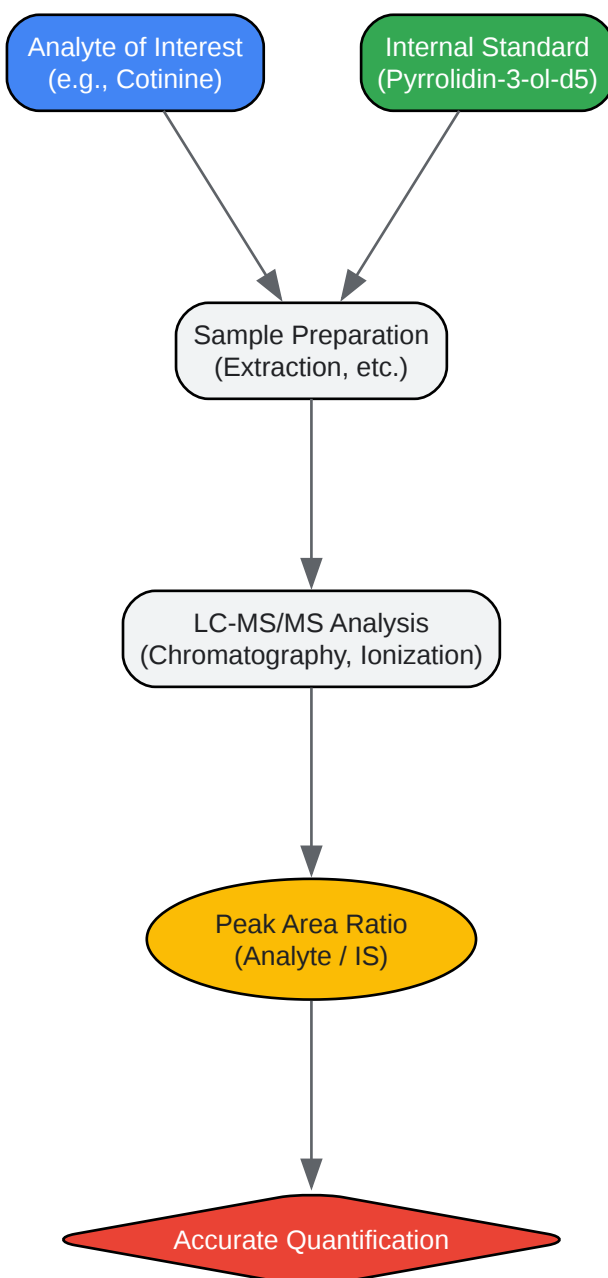 Analyte of Interest
(e.g., Cotinine)
Internal Standard
(Pyrrolidin-3-ol-d5)
Sample Preparation
(Extraction, etc.)
LC-MS/MS Analysis
(Chromatography, Ionization)
Peak Area Ratio
(Analyte / IS)
Accurate Quantification